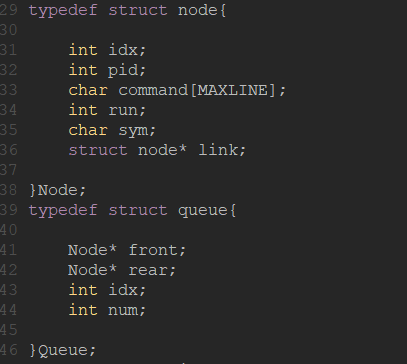 29 typedef struct node{
30
31     int idx;
32     int pid;
33     char command[MAXLINE];
34     int run;
35     char sym;
36     struct node* link;
37
38 }Node;
39 typedef struct queue{
40
41     Node* front;
42     Node* rear;
43     int idx;
44     int num;
45
46 }Queue;